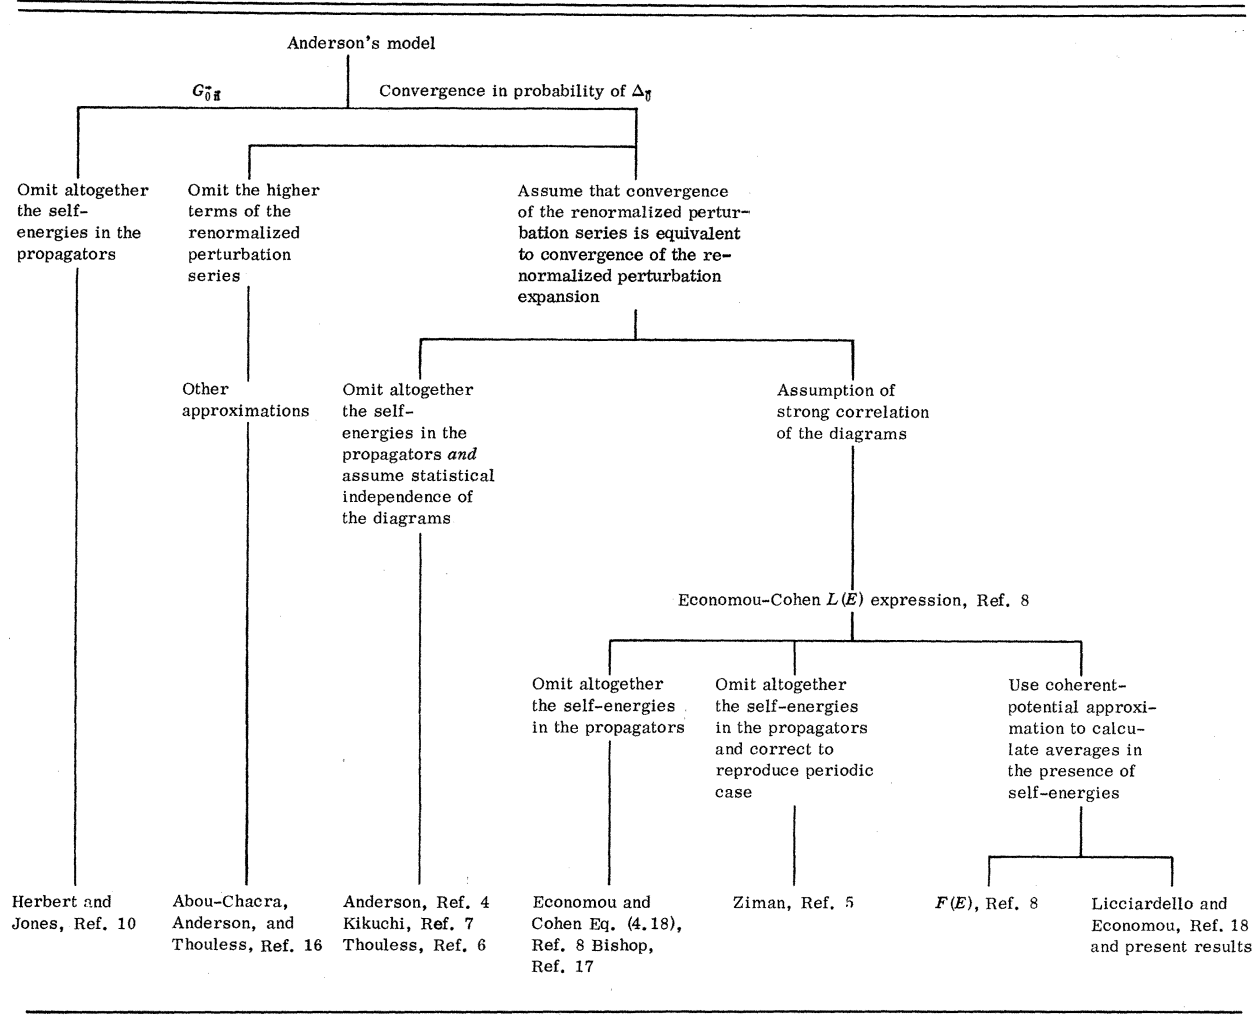 Anderson's model
G→0 n→ Convergence in probability of Δ0→
Omit altogether
the self-
energies in the
propagators
Omit the higher
terms of the
renormalized
perturbation
series
Assume that convergence
of the renormalized pertur-
bation series is equivalent
to convergence of the re-
normalized perturbation
expansion
Other
approximations
Omit altogether
the self-
energies in the
propagators and
assume statistical
independence of
the diagrams
Assumption of
strong correlation
of the diagrams
Economou-Cohen L(E) expression, Ref. 8
Omit altogether
the self-energies
in the propagators
Omit altogether
the self-energies
in the propagators
and correct to
reproduce periodic
case
Use coherent-
potential approxi-
mation to calcu-
late averages in
the presence of
self-energies
Herbert and
Jones, Ref. 10
Abou-Chacra,
Anderson, and
Thouless, Ref. 16
Anderson, Ref. 4
Kikuchi, Ref. 7
Thouless, Ref. 6
Economou and
Cohen Eq. (4.18),
Ref. 8 Bishop,
Ref. 17
Ziman, Ref. 5
F(E), Ref. 8
Licciardello and
Economou, Ref. 18
and present results